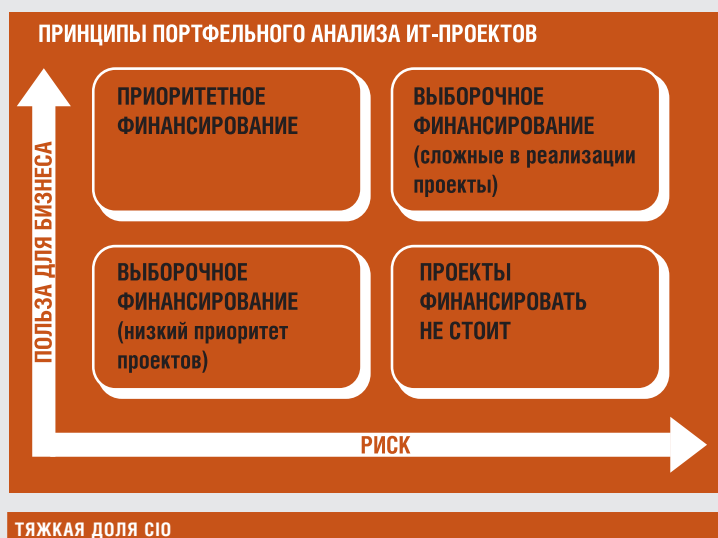 ПРИНЦИПЫ ПОРТФЕЛЬНОГО АНАЛИЗА ИТ-ПРОЕКТОВ
ПОЛЬЗА ДЛЯ БИЗНЕСА
ПРИОРИТЕТНОЕ
ФИНАНСИРОВАНИЕ
ВЫБОРОЧНОЕ
ФИНАНСИРОВАНИЕ
(сложные в реализации
проекты)
ВЫБОРОЧНОЕ
ФИНАНСИРОВАНИЕ
(низкий приоритет
проектов)
ПРОЕКТЫ
ФИНАНСИРОВАТЬ
НЕ СТОИТ
РИСК
ТЯЖКАЯ ДОЛЯ CIO